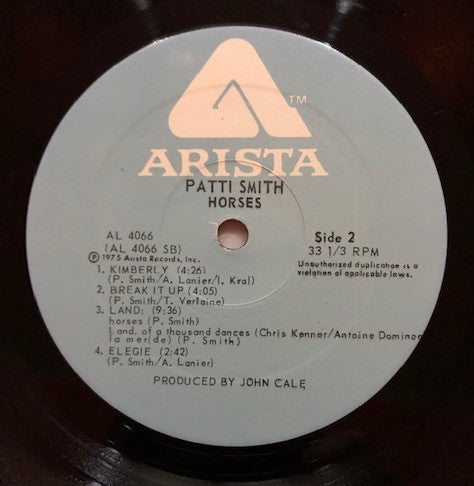 TM
ARISTA
PATTI SMITH
HORSES
AL 4066
(AL 4066 SB)
Ⓟ1975 Arista Records, Inc.
Side 2
33 1/3 RPM
Unauthorized duplication is a
violation of applicable laws.
1. KIMBERLY (4:26)
(P. Smith/A. Lanier/I. Kral)
2. BREAK IT UP (4:05)
(P. Smith/T. Verlaine)
3. LAND: (9:36)
horses (P. Smith)
Land of a thousand dances (Chris Kenner/Antoine Domino
la mer(de) (P. Smith)
4. ELEGIE (2:42)
(P. Smith/A. Lanier)
PRODUCED BY JOHN CALE